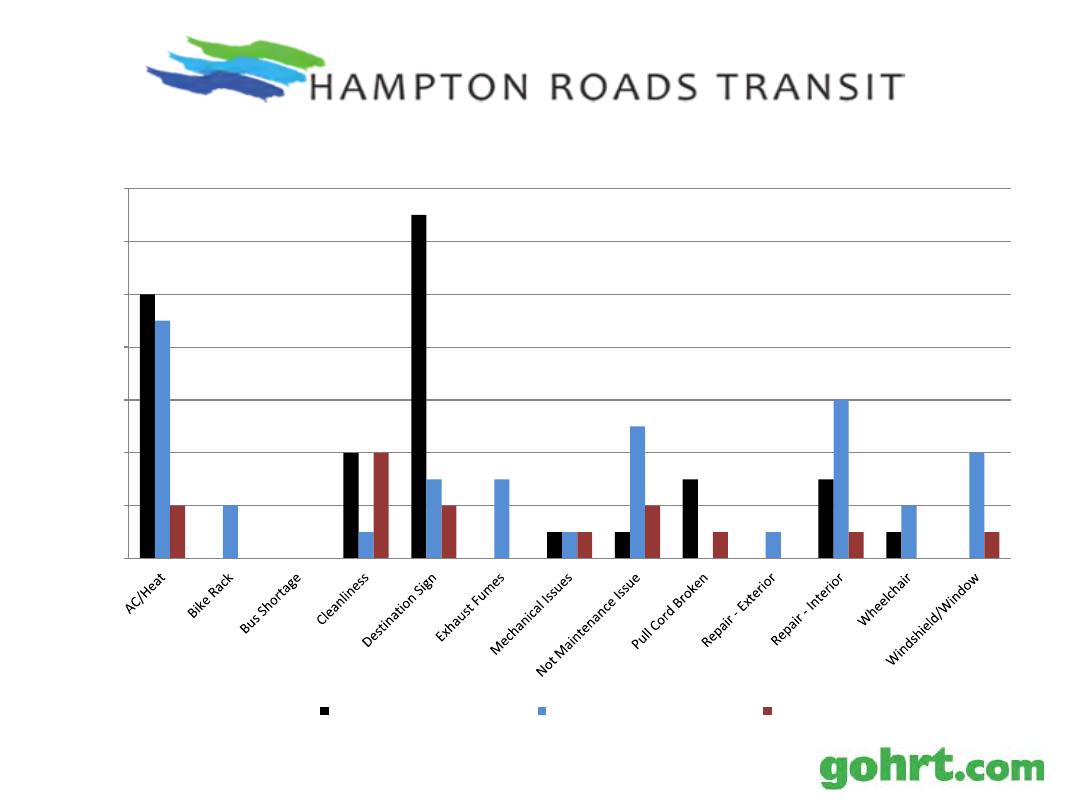 HAMPTON ROADS TRANSIT
AC/Heat
Bike Rack
Bus Shortage
Cleanliness
Destination Sign
Exhaust Fumes
Mechanical Issues
Not Maintenance Issue
Pull Cord Broken
Repair - Exterior
Repair - Interior
Wheelchair
Windshield/Window
gohrt.com